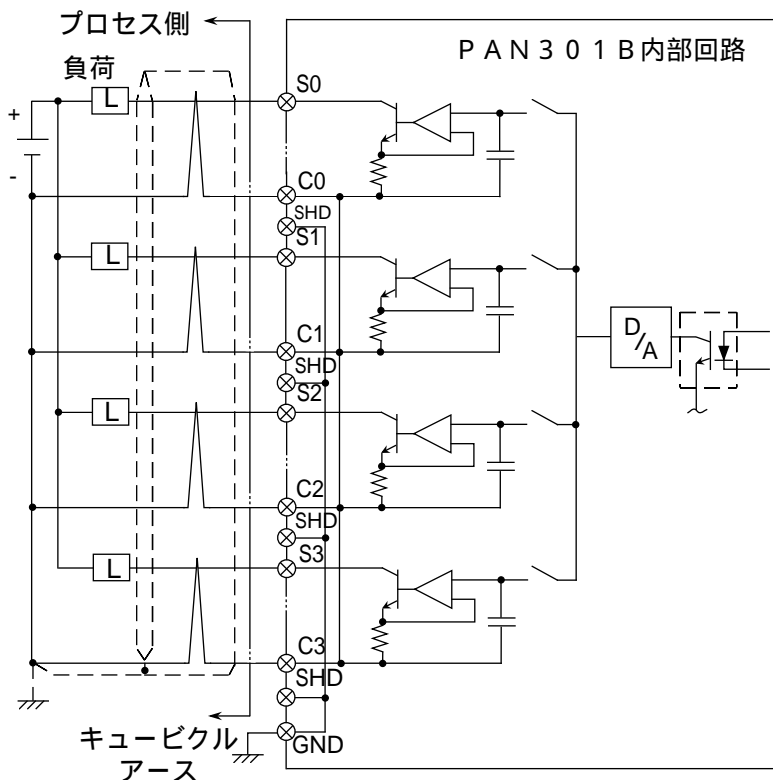 プロセス側
ＰＡＮ３０１Ｂ内部回路
負荷
L
S0
+
-
C0
SHD
S1
L
C1
SHD
S2
D/A
L
C2
SHD
S3
L
C3
SHD
GND
キュービクル
アース